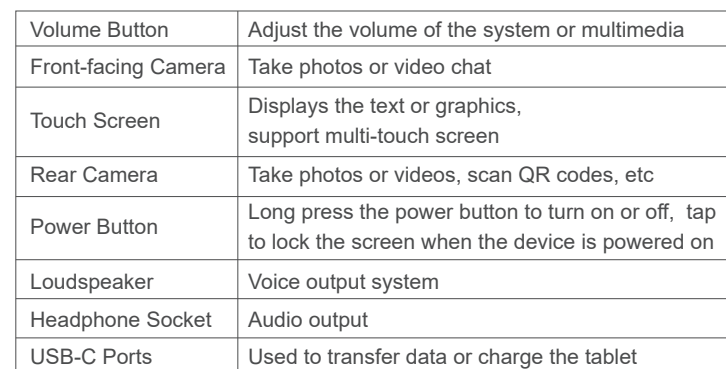 Volume Button Adjust the volume of the system or multimedia
Front-facing Camera Take photos or video chat
Touch Screen Displays the text or graphics,
support multi-touch screen
Rear Camera Take photos or videos, scan QR codes, etc
Power Button Long press the power button to turn on or off, tap
to lock the screen when the device is powered on
Loudspeaker Voice output system
Headphone Socket Audio output
USB-C Ports Used to transfer data or charge the tablet